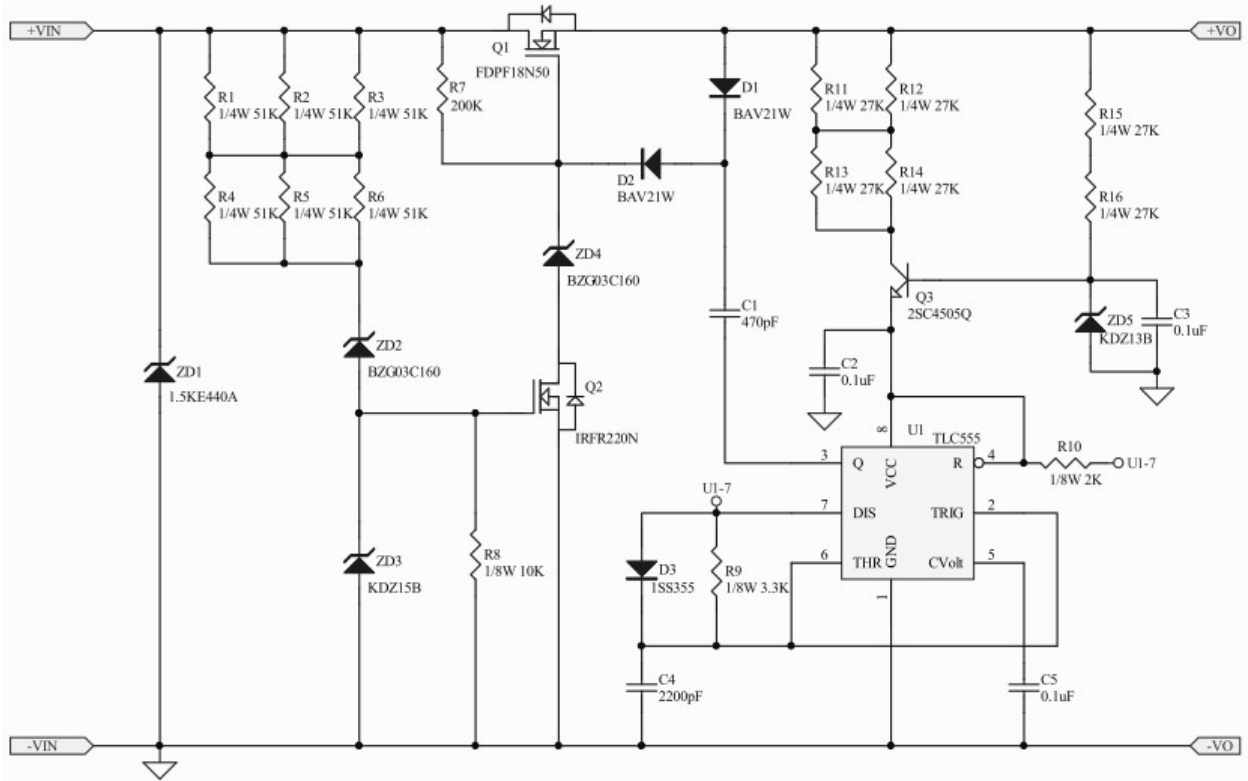 +VIN
+VO
Q1
FDPF18N50
R1
1/4W 51K
R2
1/4W 51K
R3
1/4W 51K
R7
200K
D1
BAV21W
R11
1/4W 27K
R12
1/4W 27K
R15
1/4W 27K
R4
1/4W 51K
R5
1/4W 51K
R6
1/4W 51K
D2
BAV21W
R13
1/4W 27K
R14
1/4W 27K
R16
1/4W 27K
ZD4
BZG03C160
C1
470pF
Q3
2SC4505Q
ZD5
KDZ13B
C3
0.1uF
ZD1
1.5KE440A
ZD2
BZG03C160
Q2
IRFR220N
C2
0.1uF
8
U1
TLC555
3
Q
VCC
R
4
R10
1/8W 2K
U1-7
U1-7
7
DIS
TRIG
2
6
THR
GND
CVolt
5
1
ZD3
KDZ15B
R8
1/8W 10K
D3
1SS355
R9
1/8W 3.3K
C4
2200pF
C5
0.1uF
-VIN
-VO